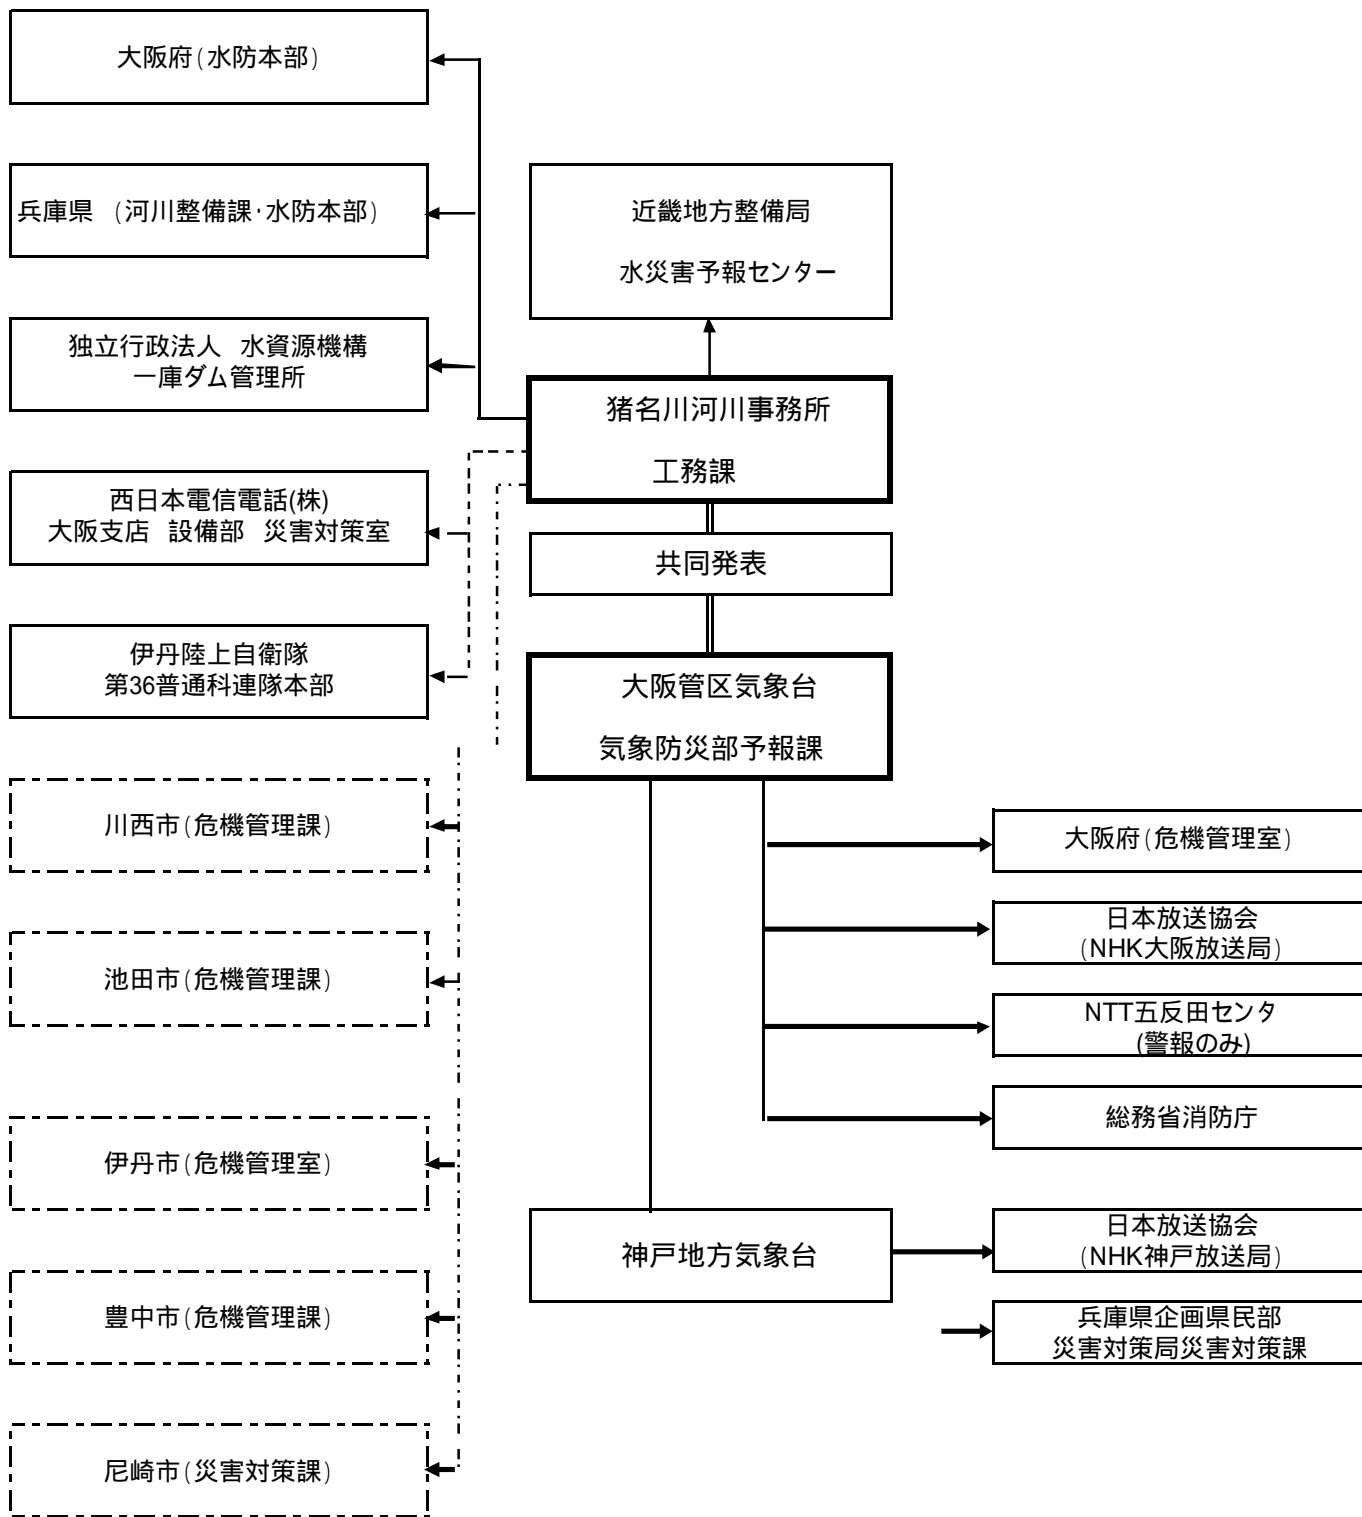 大阪府(水防本部)
兵庫県　(河川整備課・水防本部)
独立行政法人　水資源機構
一庫ダム管理所
西日本電信電話(株)
大阪支店　設備部　災害対策室
伊丹陸上自衛隊
第36普通科連隊本部
川西市(危機管理課)
池田市(危機管理課)
伊丹市(危機管理室)
豊中市(危機管理課)
尼崎市(災害対策課)
近畿地方整備局
水災害予報センター
猪名川河川事務所
工務課
共同発表
大阪管区気象台
気象防災部予報課
神戸地方気象台
大阪府(危機管理室)
日本放送協会
(NHK大阪放送局)
NTT五反田センタ
(警報のみ)
総務省消防庁
日本放送協会
(NHK神戸放送局)
兵庫県企画県民部
災害対策局災害対策課